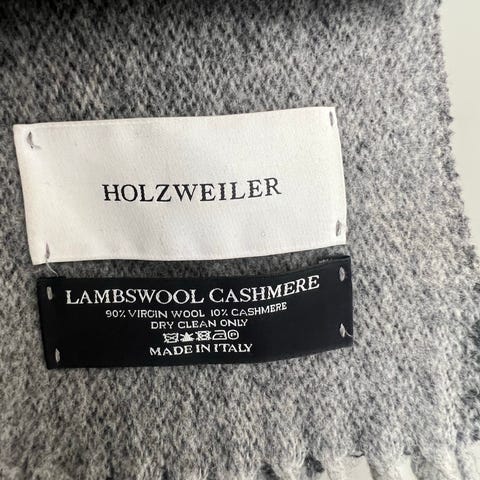 HOLZWEILER
LAMBSWOOL CASHMERE
90% VIRGIN WOOL 10% CASHMERE
DRY CLEAN ONLY
MADE IN ITALY